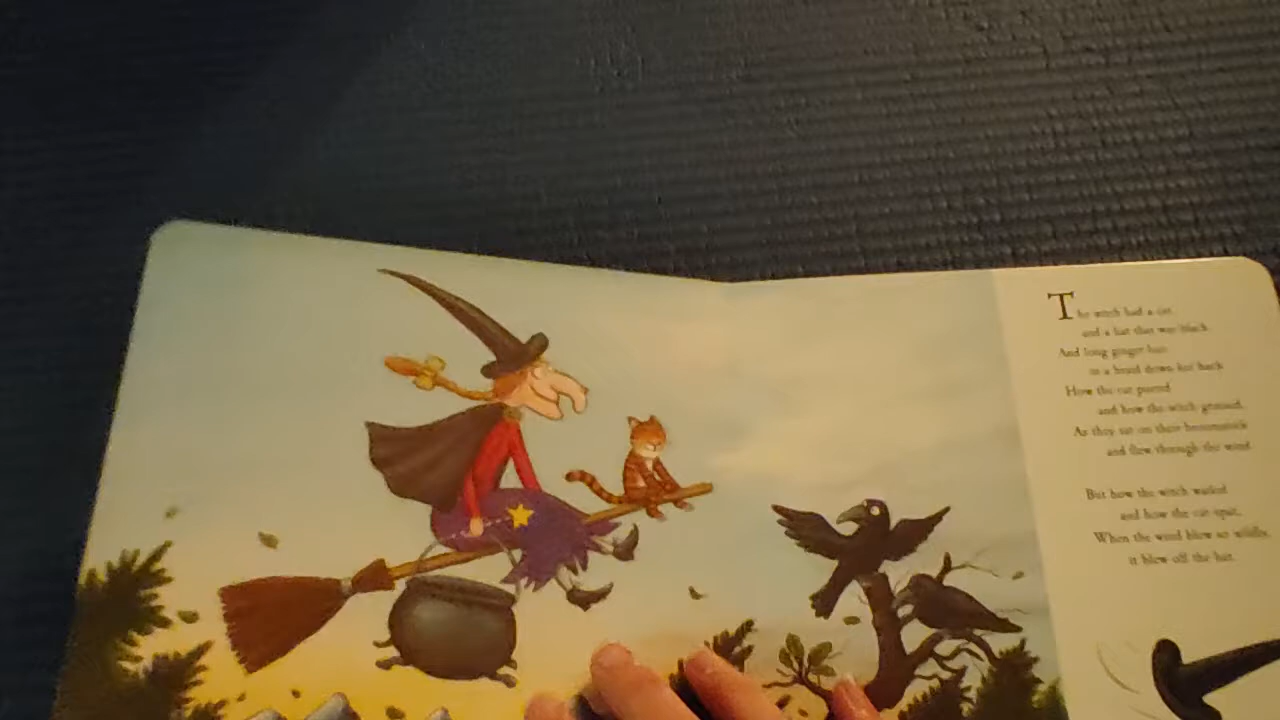 The witch had a cat
and a hat that was black,
And long ginger hair
in a braid down her back.
How the cat purred
and how the witch grinned,
As they sat on their broomstick
and flew through the wind.
But how the witch wailed
and how the cat spat,
When the wind blew so wildly
it blew off the hat.